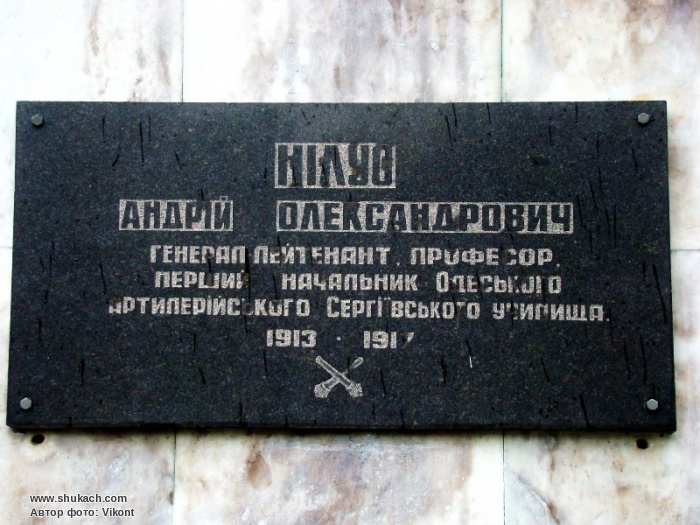 НІЛУС
АНДРІЙ ОЛЕКСАНДРОВИЧ
ГЕНЕРАЛ ЛЕЙТЕНАНТ. ПРОФЕСОР.
ПЕРШИЙ НАЧАЛЬНИК ОДЕСЬКОГО
АРТИЛЕРІЙСЬКОГО СЕРГІЇВСЬКОГО УЧИЛИЩА.
1913 · 1917
www.shukach.com
Автор фото: Vikont